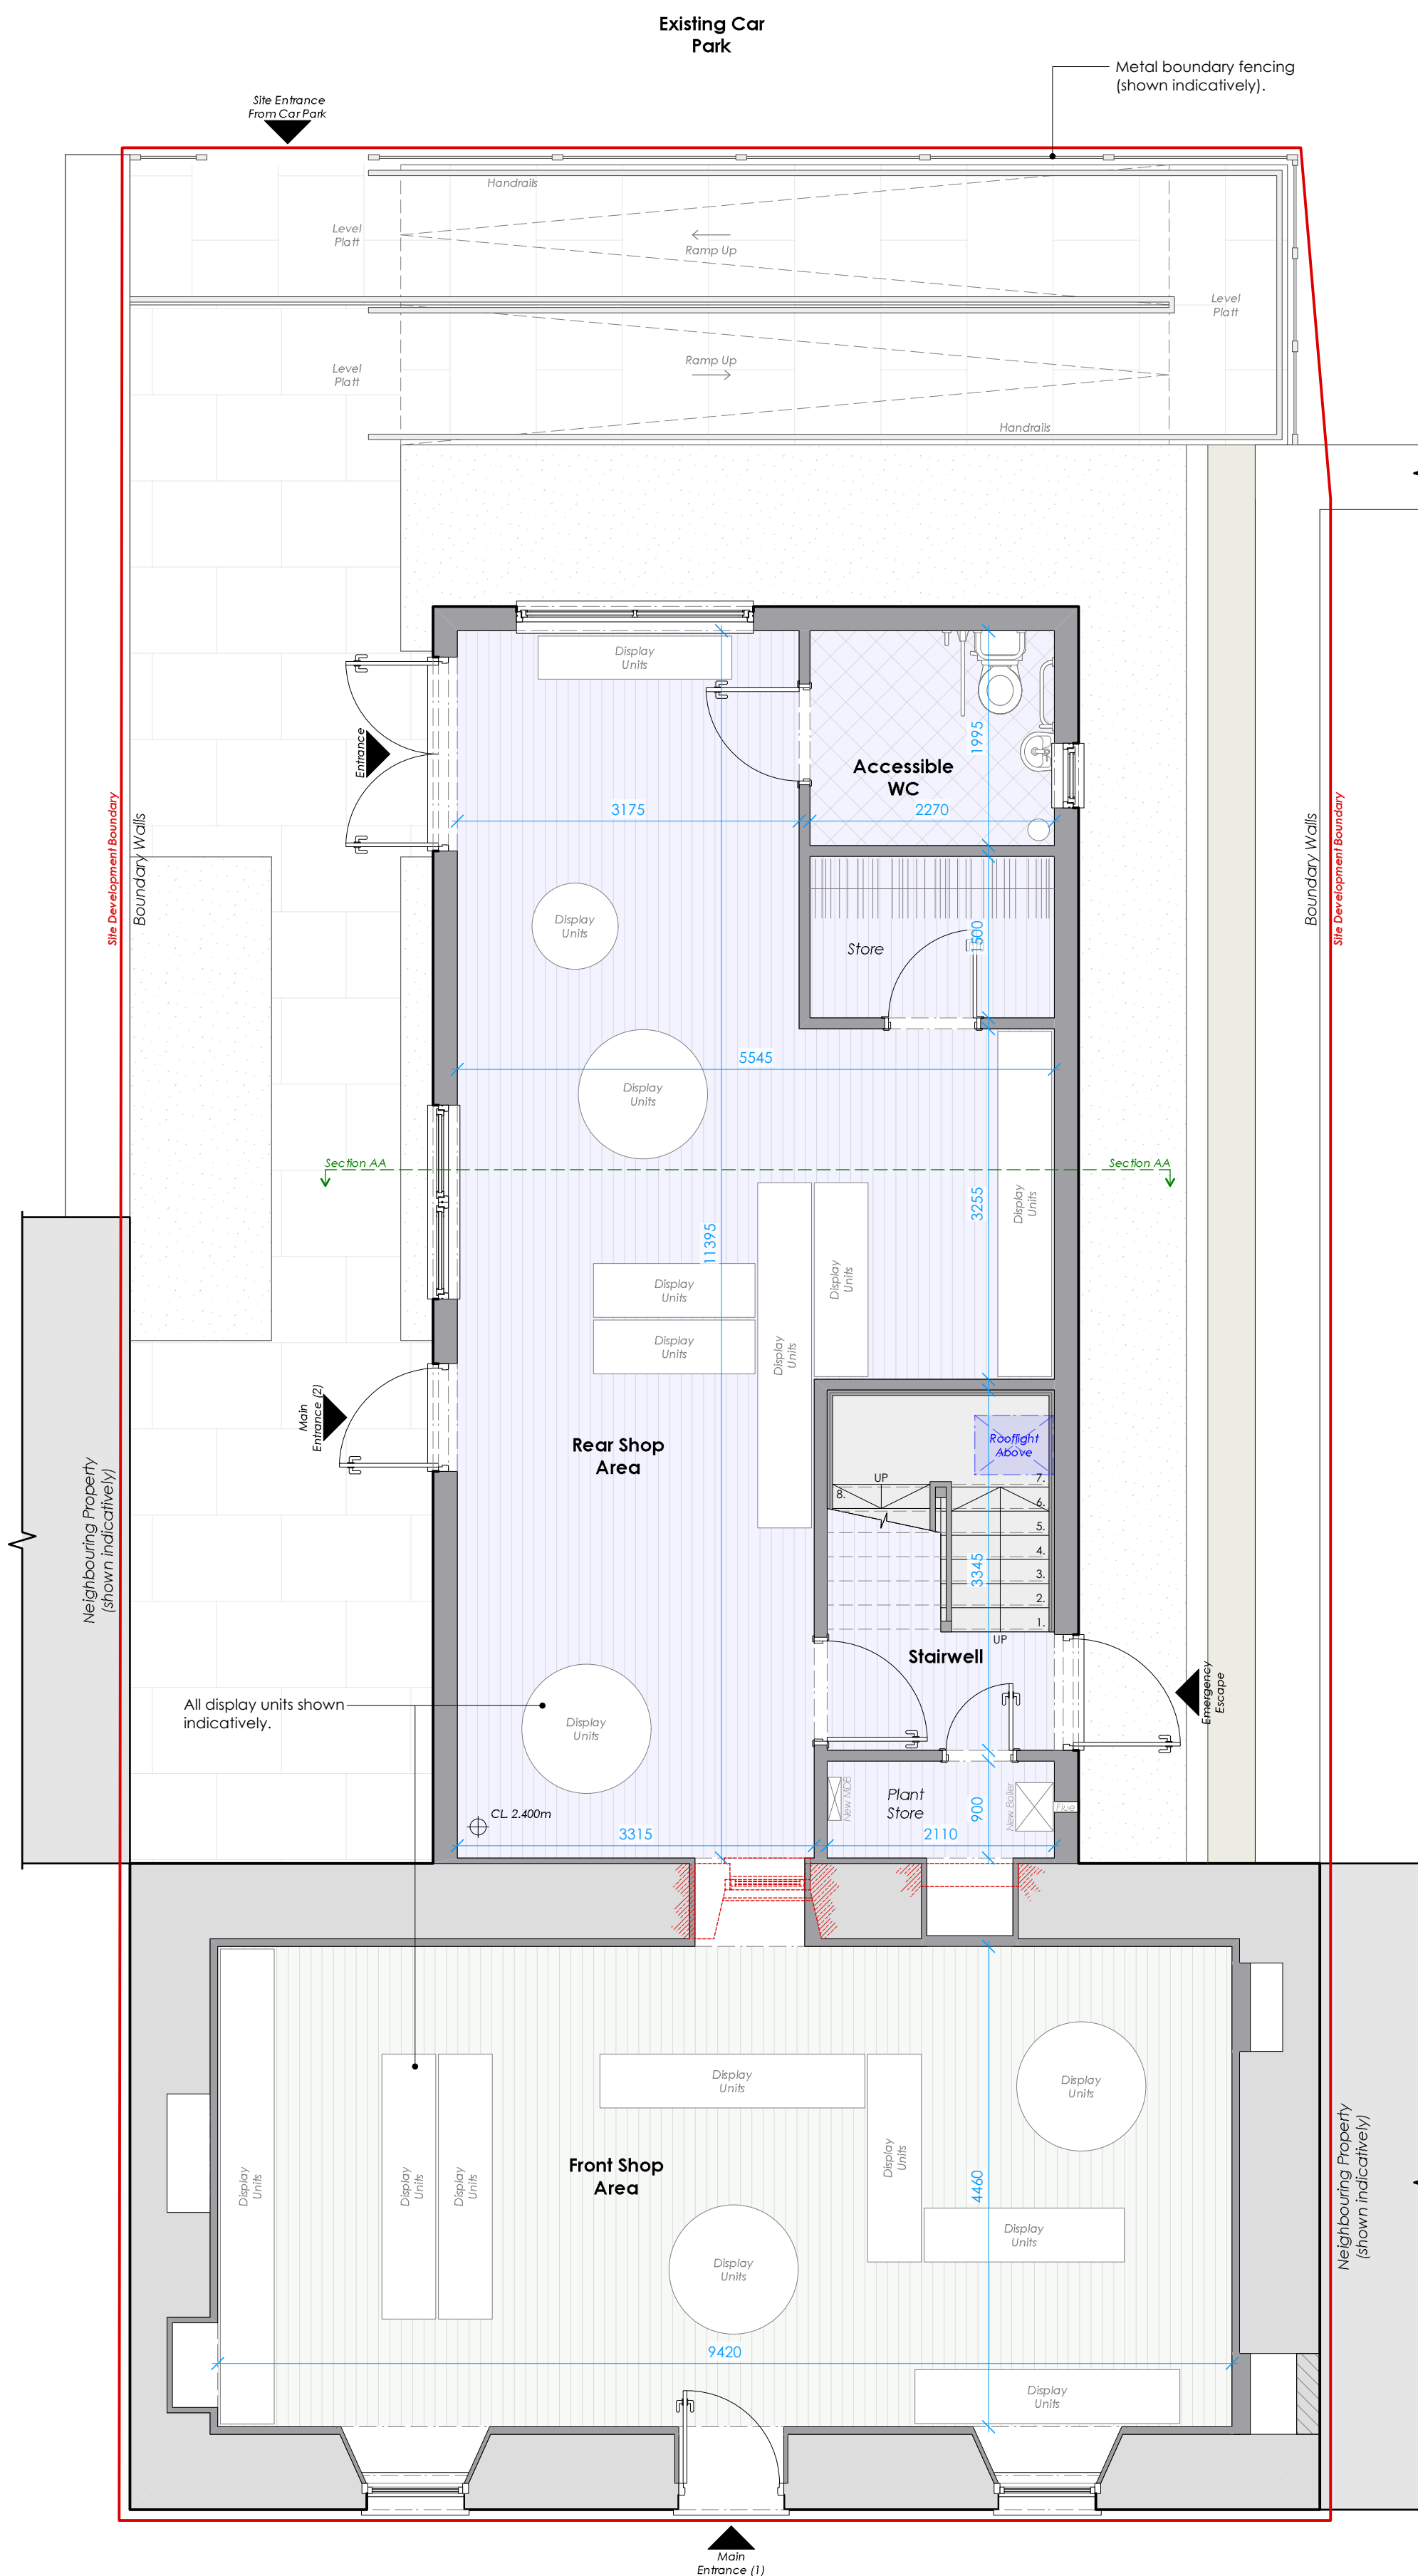 Existing Car
Park
Metal boundary fencing
(shown indicatively).
Site Entrance
From Car Park
Handrails
Level
Platt
Ramp Up
Level
Platt
Ramp Up
Level
Platt
Handrails
Display
Units
Entrance
1995
Accessible
WC
3175
2270
Site Development Boundary
Boundary Walls
Boundary Walls
Site Development Boundary
Display
Units
Store
1500
5545
Display
Units
Section AA
Section AA
3255
Display
Units
11395
Display
Units
Display
Units
Display
Units
Display
Units
Main
Entrance (2)
Rooflight
Above
Rear Shop
Area
UP
7.
8.
6.
5.
4.
3.
2.
1.
3345
UP
Neighbouring Property
(shown indicatively)
Stairwell
Emergency
Escape
All display units shown
indicatively.
Display
Units
New MDB
Plant
Store
900
New Boiler
Flue
CL. 2.400m
3315
2110
Display
Units
Display
Units
Display
Units
Display
Units
Display
Units
Display
Units
Display
Units
Front Shop
Area
4460
Neighbouring Property
(shown indicatively)
Display
Units
9420
Display
Units
Main
Entrance (1)